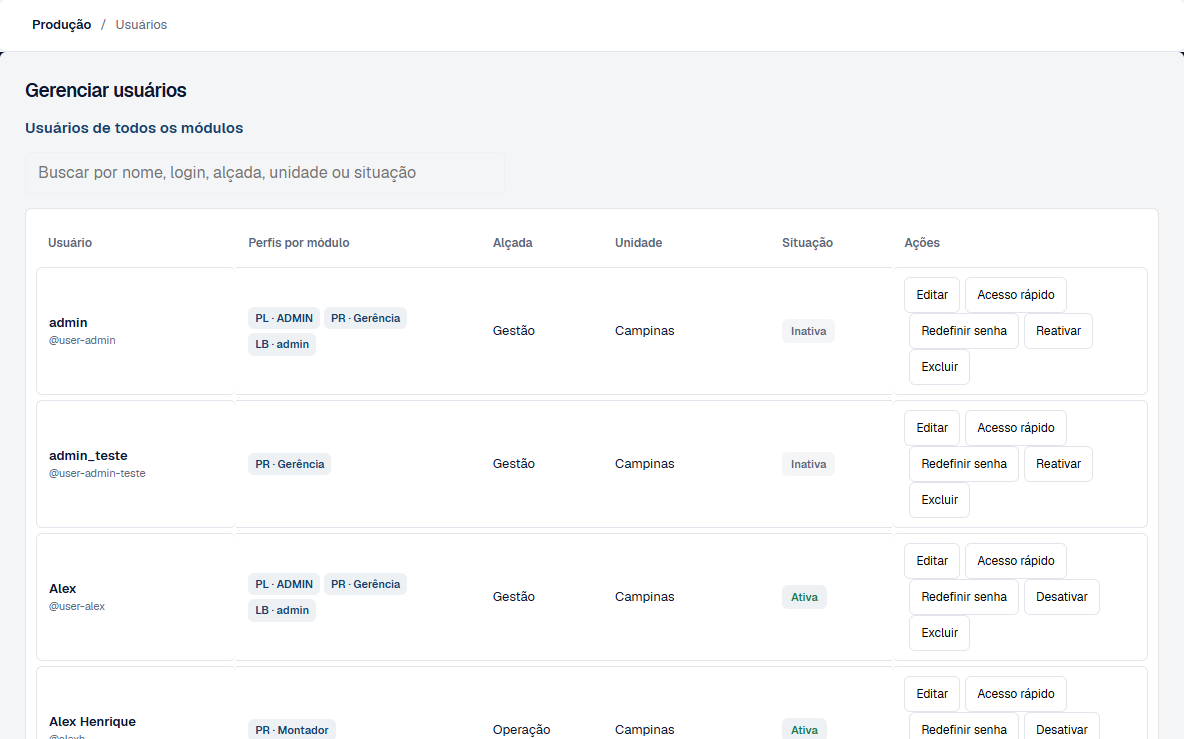 Produção / Usuários
Gerenciar usuários
Usuários de todos os módulos
Buscar por nome, login, alçada, unidade ou situação
Usuário Perfis por módulo Alçada Unidade Situação Ações
admin
@user-admin
PL · ADMIN PR · Gerência
LB · admin
Gestão
Campinas
Inativa
Editar Acesso rápido
Redefinir senha Reativar
Excluir
admin_teste
@user-admin-teste
PR · Gerência
Gestão
Campinas
Inativa
Editar Acesso rápido
Redefinir senha Reativar
Excluir
Alex
@user-alex
PL · ADMIN PR · Gerência
LB · admin
Gestão
Campinas
Ativa
Editar Acesso rápido
Redefinir senha Desativar
Excluir
Alex Henrique
PR · Montador
Operação
Campinas
Ativa
Editar Acesso rápido
Redefinir senha Desativar